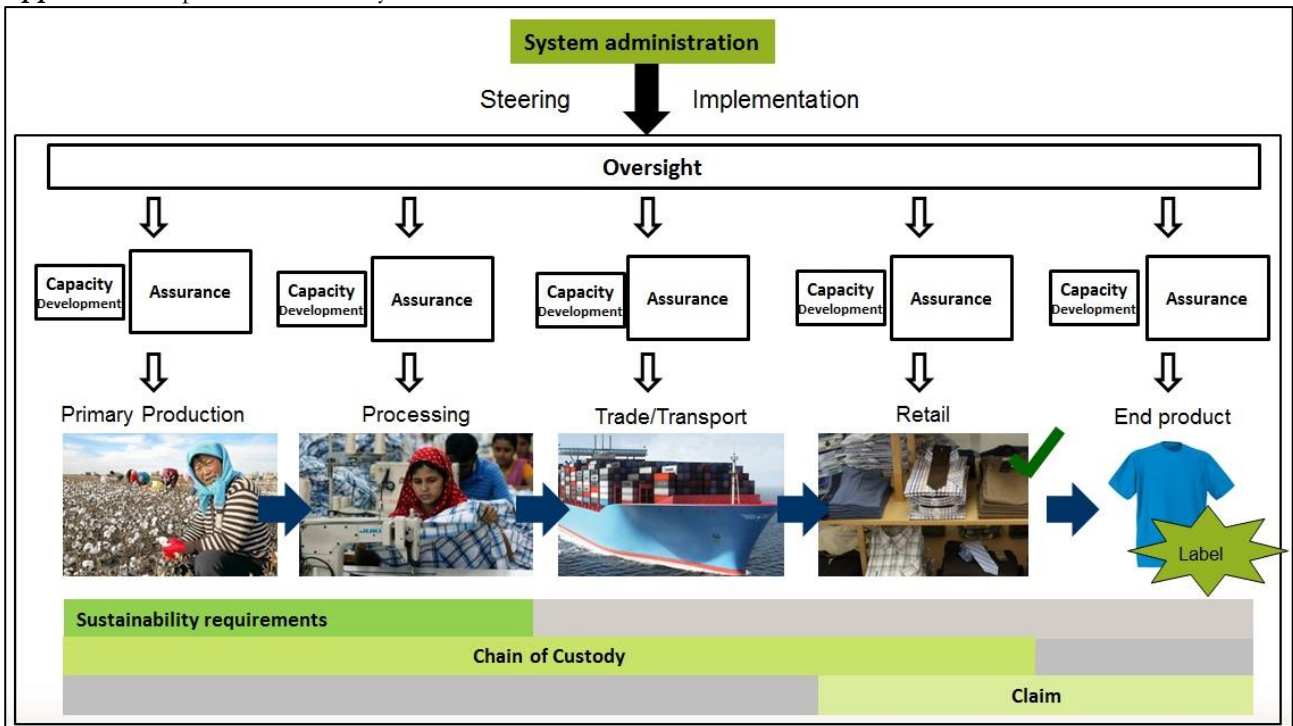 System administration
Steering
Implementation
Oversight
Capacity
Development
Assurance
Capacity
Development
Assurance
Capacity
Development
Assurance
Capacity
Development
Assurance
Capacity
Development
Assurance
Primary Production
Processing
Trade/Transport
Retail
End product
JUKI
Label
Sustainability requirements
Chain of Custody
Claim